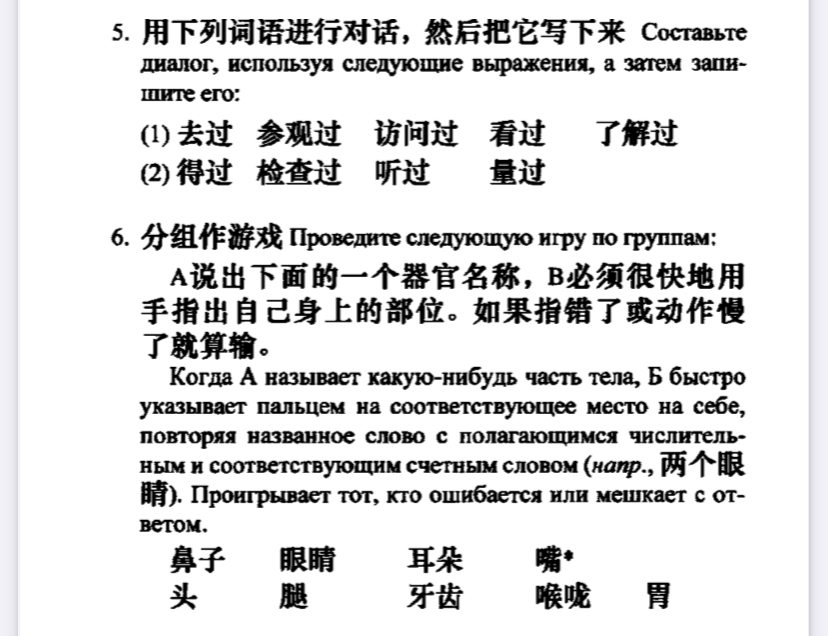 5. 用下列词语进行对话，然后把它写下来 Составьте
диалог, используя следующие выражения, а затем запи-
шите его:
(1) 去过 参观过 访问过 看过 了解过
(2) 得过 检查过 听过 量过
6. 分组作游戏 Проведите следующую игру по группам:
A说出下面的一个器官名称，B必须很快地用
手指出自己身上的部位。如果指错了或动作慢
了就算输。
Когда А называет какую-нибудь часть тела, Б быстро
указывает пальцем на соответствующее место на себе,
повторяя названное слово с полагающимся числитель-
ным и соответствующим счетным словом (напр., 两个眼
睛). Проигрывает тот, кто ошибается или мешкает с от-
ветом.
鼻子 眼睛 耳朵 嘴*
头 腿 牙齿 喉咙 胃